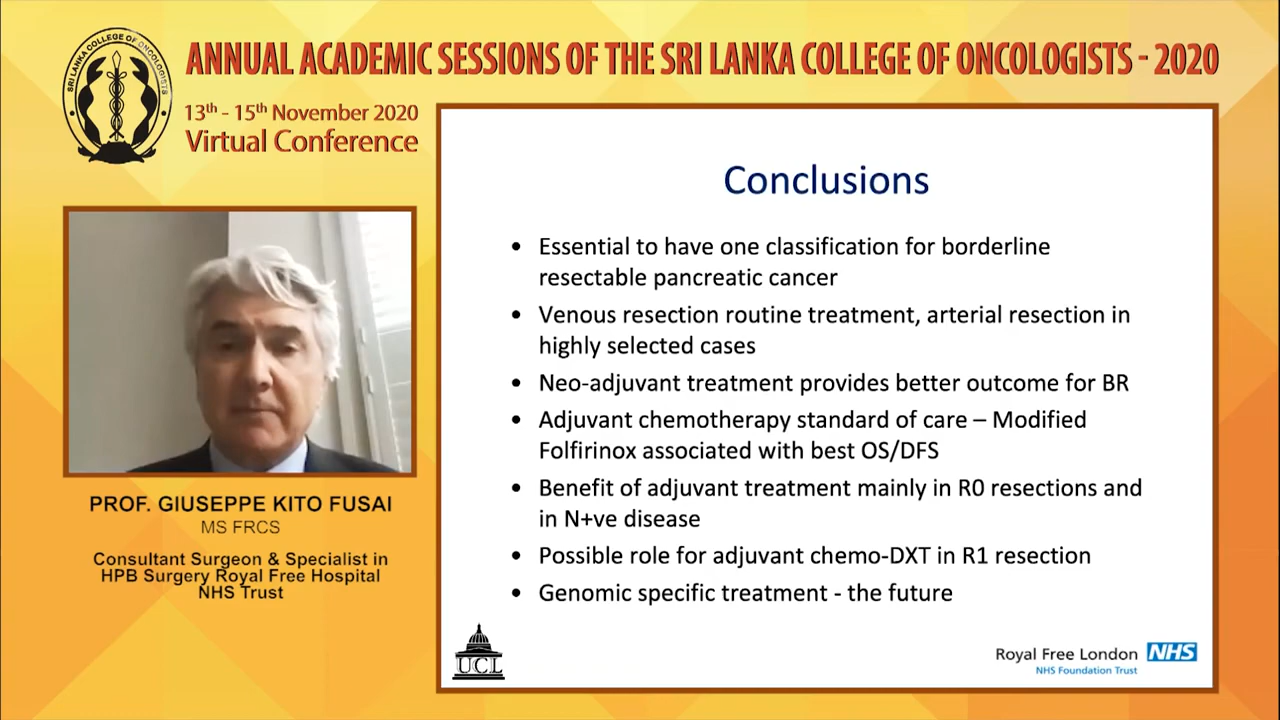 SRI LANKA COLLEGE OF ONCOLOGISTS
ANNUAL ACADEMIC SESSIONS OF THE SRI LANKA COLLEGE OF ONCOLOGISTS - 2020
13th - 15th November 2020
Virtual Conference
PROF. GIUSEPPE KITO FUSAI
MS FRCS
Consultant Surgeon & Specialist in
HPB Surgery Royal Free Hospital
NHS Trust
Conclusions
• Essential to have one classification for borderline
resectable pancreatic cancer
• Venous resection routine treatment, arterial resection in
highly selected cases
• Neo-adjuvant treatment provides better outcome for BR
• Adjuvant chemotherapy standard of care – Modified
Folfirinox associated with best OS/DFS
• Benefit of adjuvant treatment mainly in R0 resections and
in N+ve disease
• Possible role for adjuvant chemo-DXT in R1 resection
• Genomic specific treatment - the future
UCL
Royal Free London NHS
NHS Foundation Trust